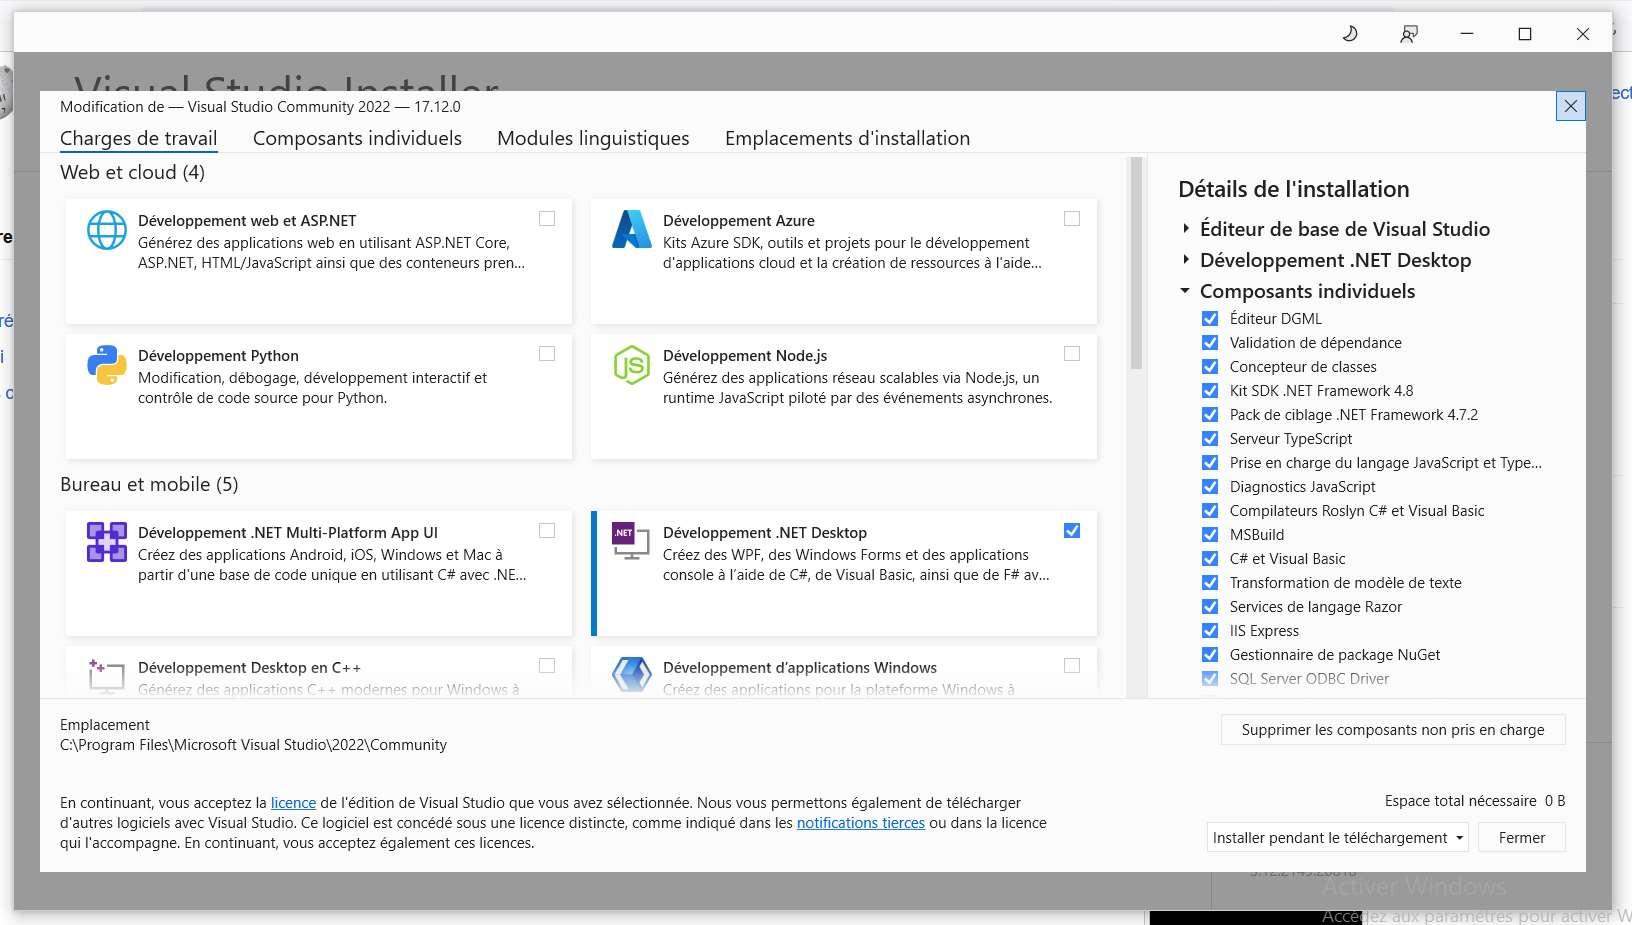 Visual Studio Installer
Modification de — Visual Studio Community 2022 — 17.12.0
Charges de travail
Composants individuels
Modules linguistiques
Emplacements d'installation
Web et cloud (4)
Développement web et ASP.NET
Générez des applications web en utilisant ASP.NET Core,
ASP.NET, HTML/JavaScript ainsi que des conteneurs pren...
Développement Azure
Kits Azure SDK, outils et projets pour le développement
d'applications cloud et la création de ressources à l'aide...
Développement Python
Modification, débogage, développement interactif et
contrôle de code source pour Python.
JS
Développement Node.js
Générez des applications réseau scalables via Node.js, un
runtime JavaScript piloté par des événements asynchrones.
Bureau et mobile (5)
Développement .NET Multi-Platform App UI
Créez des applications Android, iOS, Windows et Mac à
partir d'une base de code unique en utilisant C# avec .NE...
.NET
Développement .NET Desktop
Créez des WPF, des Windows Forms et des applications
console à l’aide de C#, de Visual Basic, ainsi que de F# av...
Développement Desktop en C++
Générez des applications C++ modernes pour Windows à
Développement d’applications Windows
Créez des applications pour la plateforme Windows à
Détails de l'installation
Éditeur de base de Visual Studio
Développement .NET Desktop
Composants individuels
Éditeur DGML
Validation de dépendance
Concepteur de classes
Kit SDK .NET Framework 4.8
Pack de ciblage .NET Framework 4.7.2
Serveur TypeScript
Prise en charge du langage JavaScript et Type...
Diagnostics JavaScript
Compilateurs Roslyn C# et Visual Basic
MSBuild
C# et Visual Basic
Transformation de modèle de texte
Services de langage Razor
IIS Express
Gestionnaire de package NuGet
SQL Server ODBC Driver
Emplacement
C:\Program Files\Microsoft Visual Studio\2022\Community
Supprimer les composants non pris en charge
En continuant, vous acceptez la licence de l'édition de Visual Studio que vous avez sélectionnée. Nous vous permettons également de télécharger
d'autres logiciels avec Visual Studio. Ce logiciel est concédé sous une licence distincte, comme indiqué dans les notifications tierces ou dans la licence
qui l'accompagne. En continuant, vous acceptez également ces licences.
Espace total nécessaire 0 B
Installer pendant le téléchargement
Fermer
Activer Windows
Accédez aux paramètres pour activer W